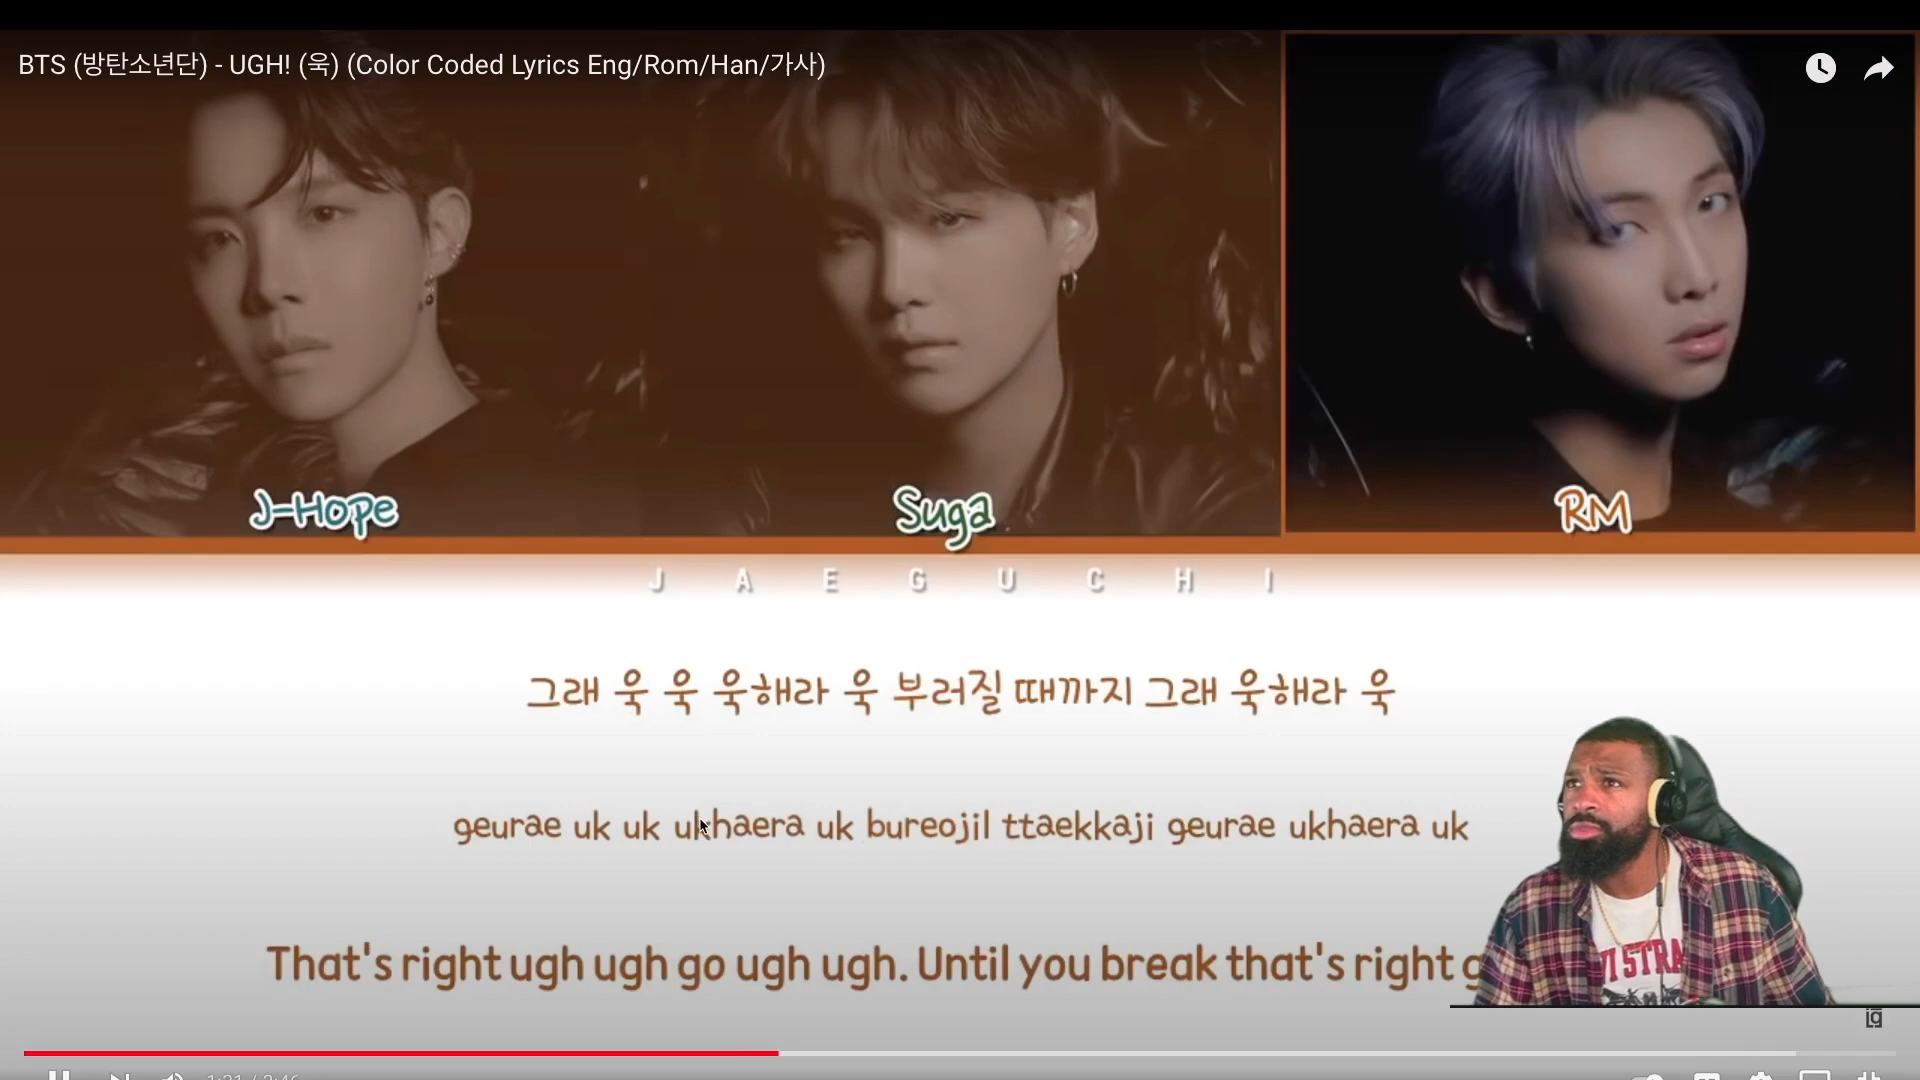 BTS (방탄소년단) - UGH! (욱) (Color Coded Lyrics Eng/Rom/Han/가사)
J-Hope
Suga
RM
J A E G U C H I
그래 욱 욱 욱해라 욱 부러질 때까지 그래 욱해라 욱
geurae uk uk ukhaera uk bureojil ttaekkaji geurae ukhaera uk
That's right ugh ugh go ugh ugh. Until you break that's right g
VI STRA